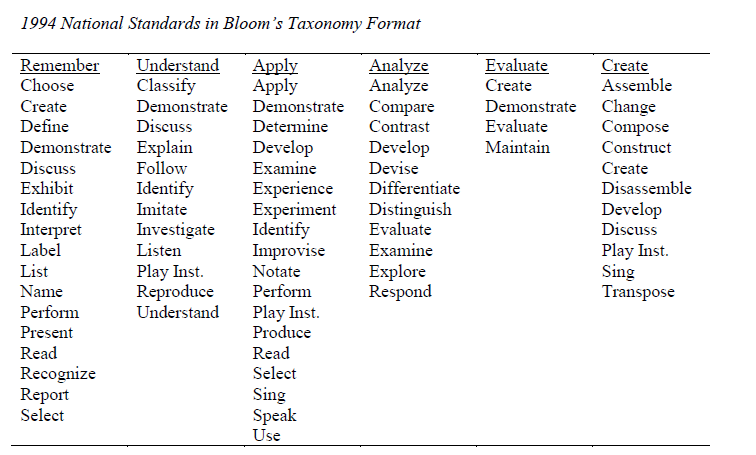 1994 National Standards in Bloom's Taxonomy Format
Remember Understand Apply Analyze Evaluate Create
Choose Classify Apply Analyze Create Assemble
Create Demonstrate Demonstrate Compare Demonstrate Change
Define Discuss Determine Contrast Evaluate Compose
Demonstrate Explain Develop Develop Maintain Construct
Discuss Follow Examine Devise Create
Exhibit Identify Experience Differentiate Disassemble
Identify Imitate Experiment Distinguish Develop
Interpret Investigate Identify Evaluate Discuss
Label Listen Improvise Examine Play Inst.
List Play Inst. Notate Explore Sing
Name Reproduce Perform Respond Transpose
Perform Understand Play Inst.
Present Produce
Read Read
Recognize Select
Report Sing
Select Speak
Use